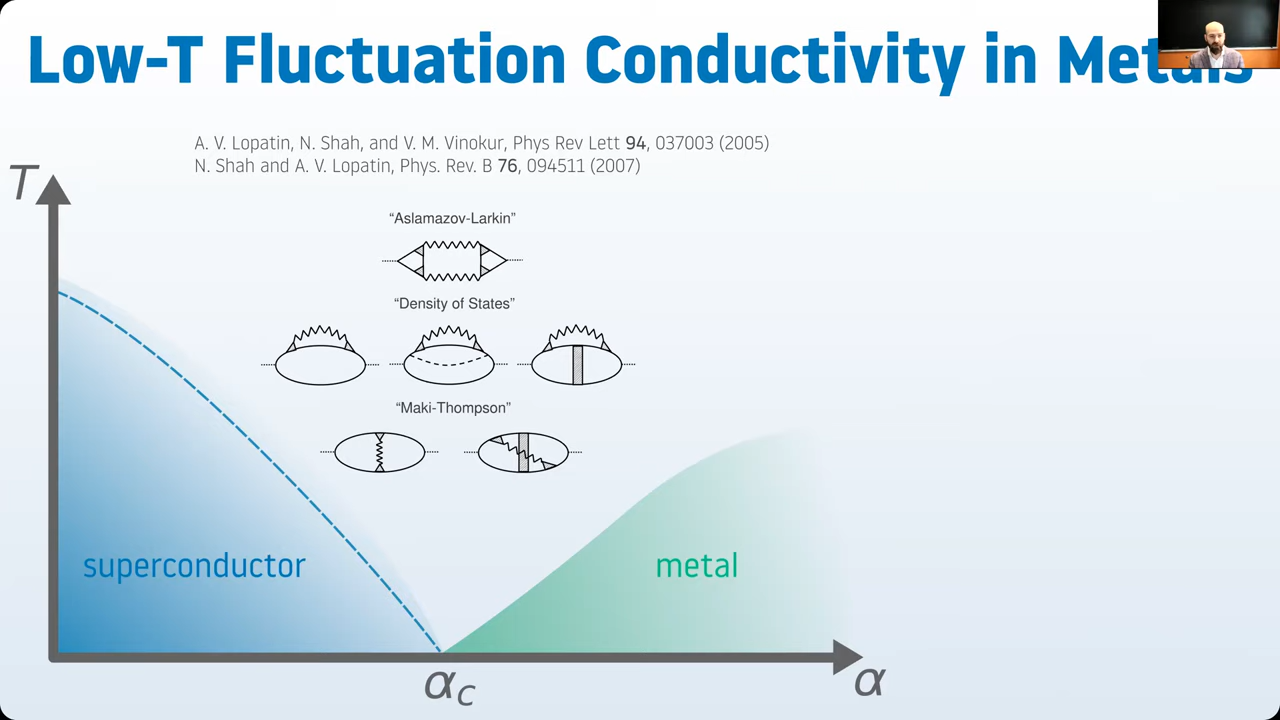 Low-T Fluctuation Conductivity in Metals
A. V. Lopatin, N. Shah, and V. M. Vinokur, Phys Rev Lett 94, 037003 (2005)
N. Shah and A. V. Lopatin, Phys. Rev. B 76, 094511 (2007)
T
“Aslamazov-Larkin”
“Density of States”
“Maki-Thompson”
superconductor
metal
αC
α